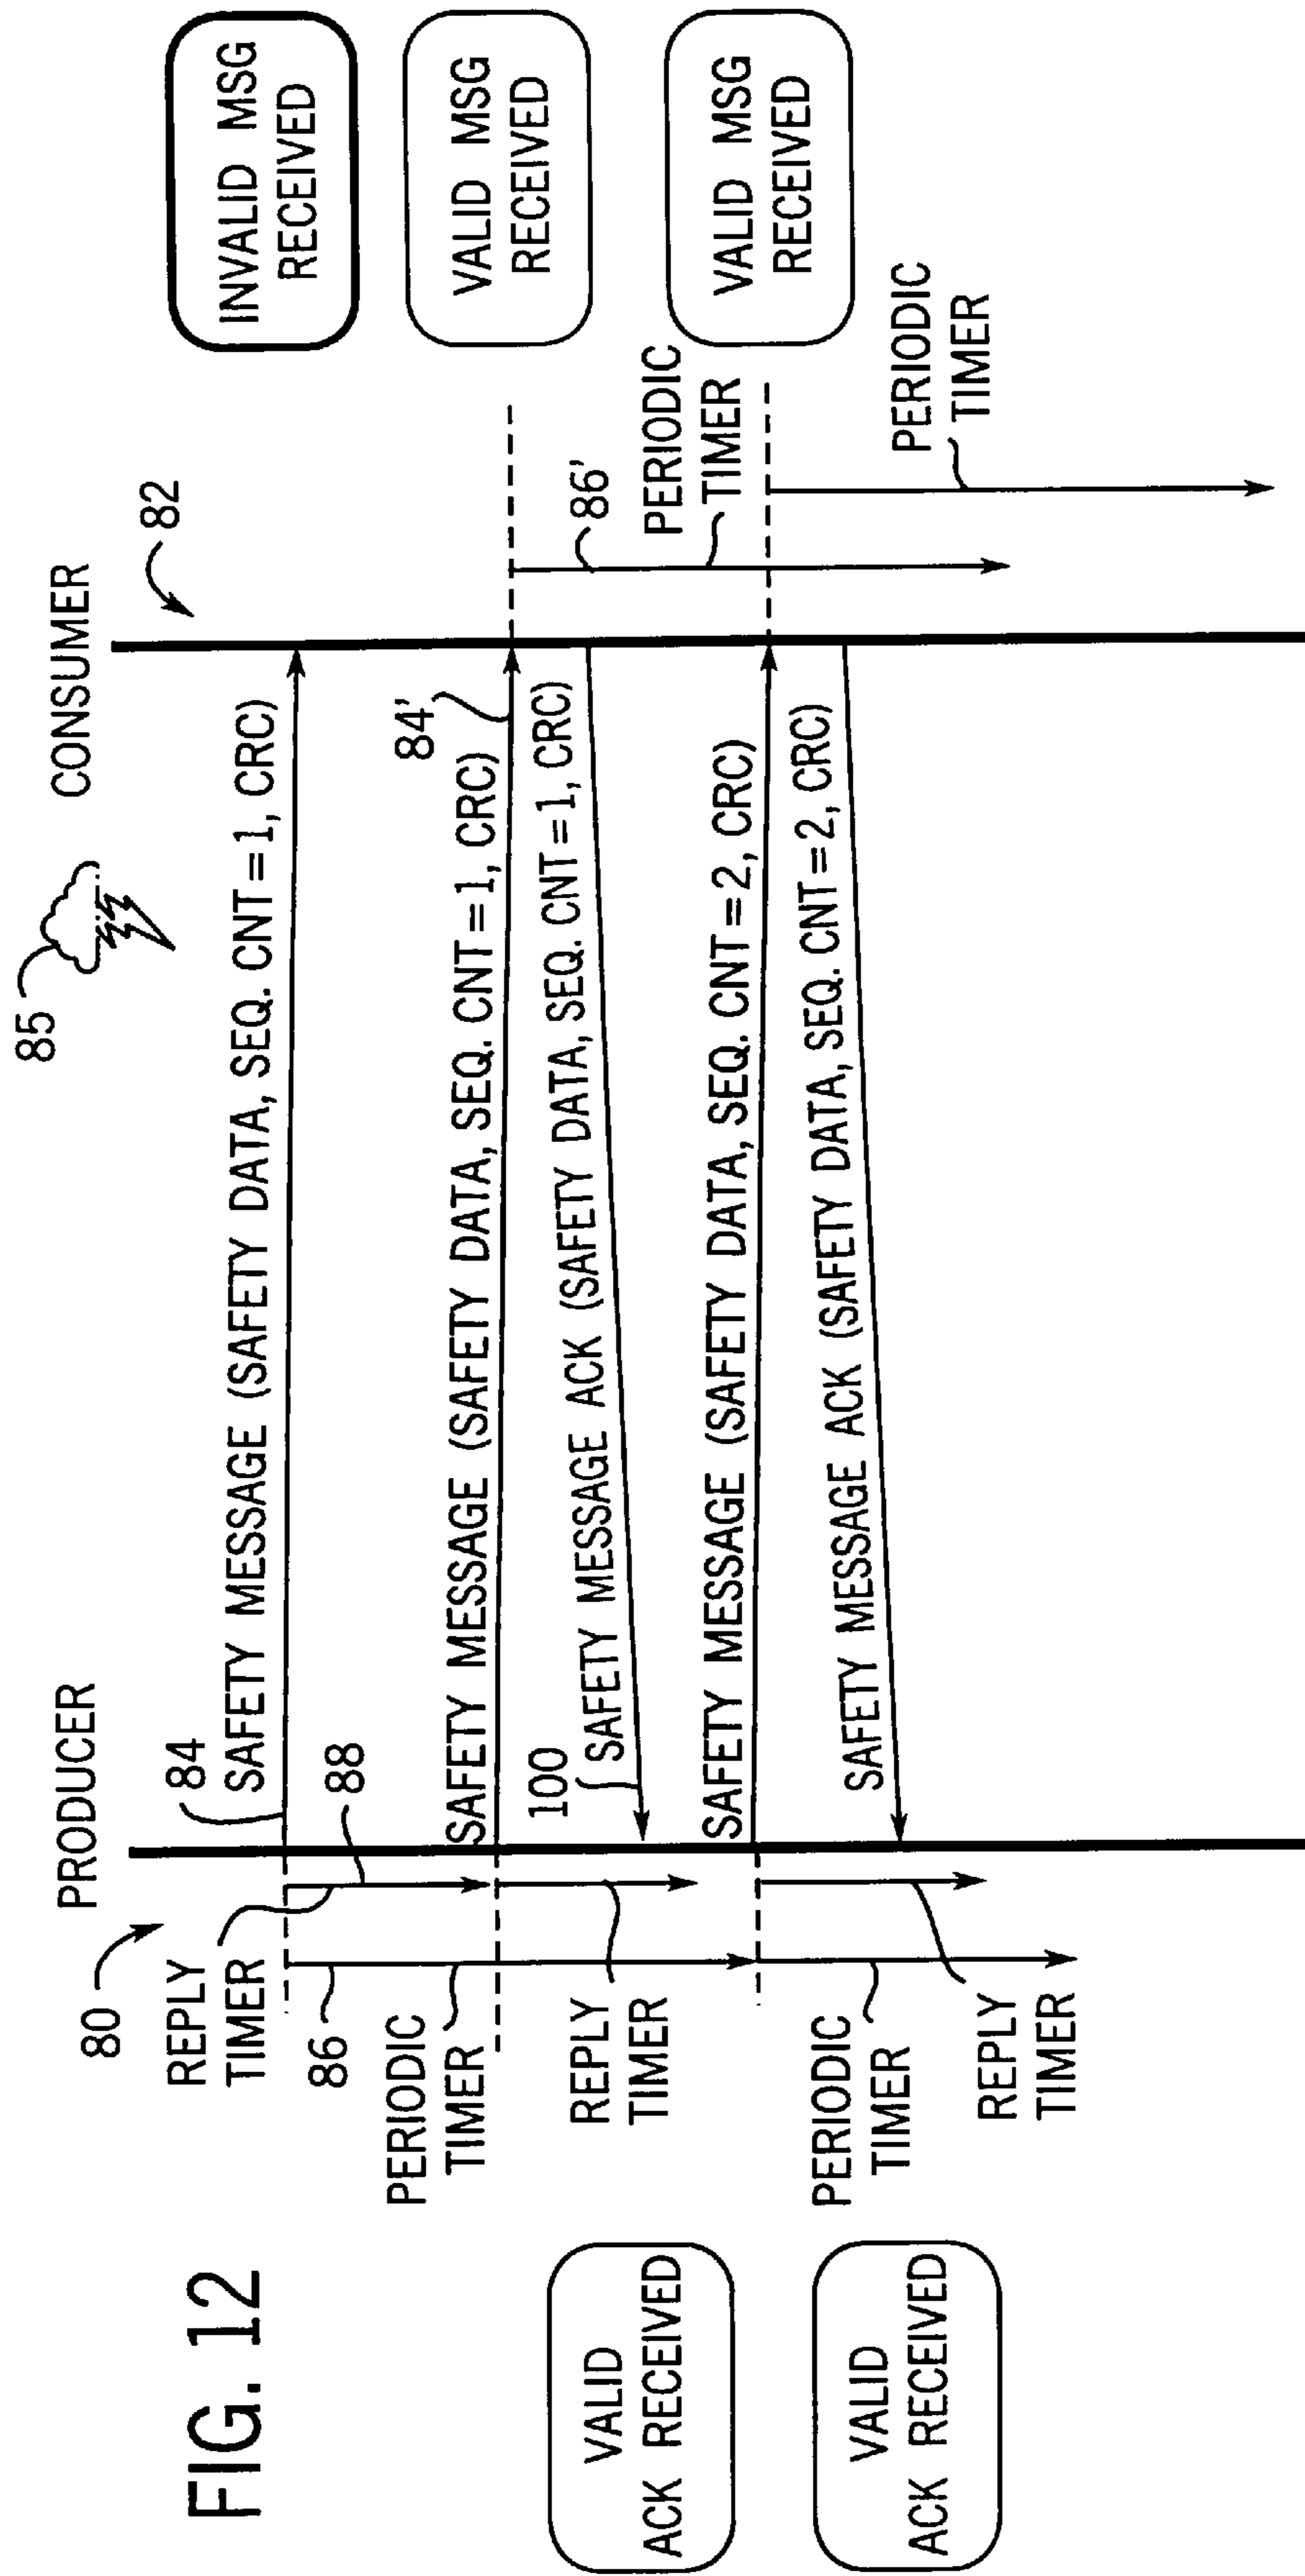 FIG. 12
80
PRODUCER
85
CONSUMER
82
REPLY
TIMER
84
SAFETY MESSAGE (SAFETY DATA, SEQ. CNT=1, CRC)
INVALID MSG
RECEIVED
86
88
PERIODIC
TIMER
SAFETY MESSAGE (SAFETY DATA, SEQ. CNT=1, CRC)
84'
VALID MSG
RECEIVED
VALID
ACK RECEIVED
REPLY
TIMER
100
SAFETY MESSAGE ACK (SAFETY DATA, SEQ. CNT=1, CRC)
86'
PERIODIC
TIMER
SAFETY MESSAGE (SAFETY DATA, SEQ. CNT=2, CRC)
VALID MSG
RECEIVED
VALID
ACK RECEIVED
PERIODIC
TIMER
SAFETY MESSAGE ACK (SAFETY DATA, SEQ. CNT=2, CRC)
PERIODIC
TIMER
REPLY
TIMER